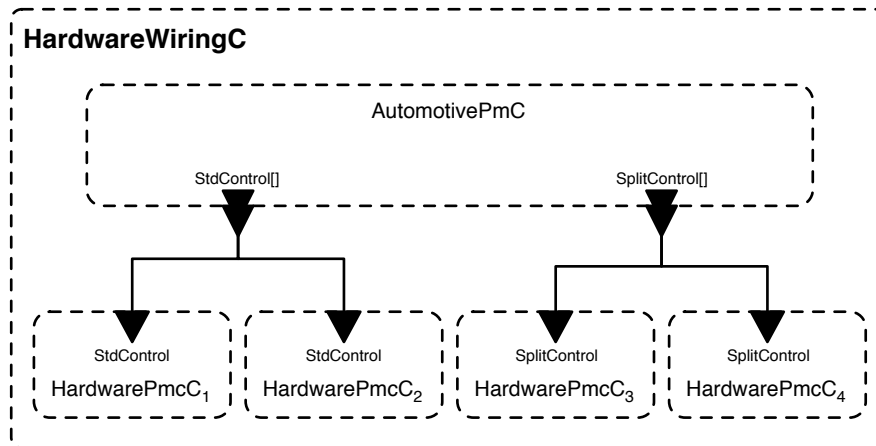 HardwareWiringC
AutomotivePmC
StdControl[] SplitControl[]
StdControl StdControl SplitControl SplitControl
HardwarePmcC₁ HardwarePmcC₂ HardwarePmcC₃ HardwarePmcC₄